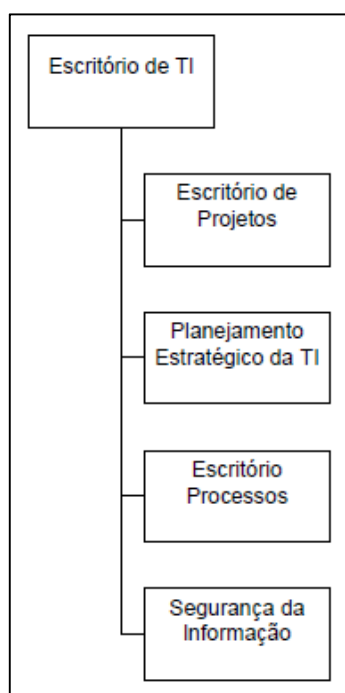 Escritório de TI
Escritório de
Projetos
Planejamento
Estratégico da TI
Escritório
Processos
Segurança da
Informação